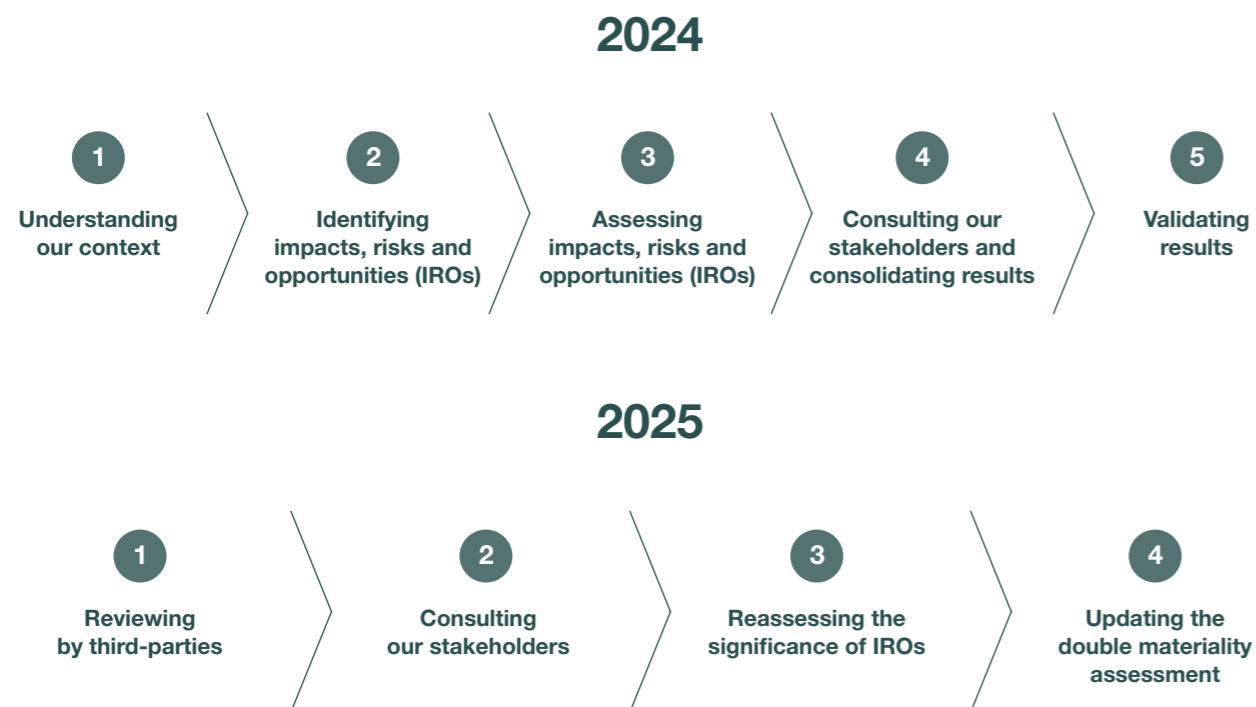 2024
1
Understanding
our context
2
Identifying
impacts, risks and
opportunities (IROs)
3
Assessing
impacts, risks and
opportunities (IROs)
4
Consulting our
stakeholders and
consolidating results
5
Validating
results
2025
1
Reviewing
by third-parties
2
Consulting
our stakeholders
3
Reassessing the
significance of IROs
4
Updating the
double materiality
assessment